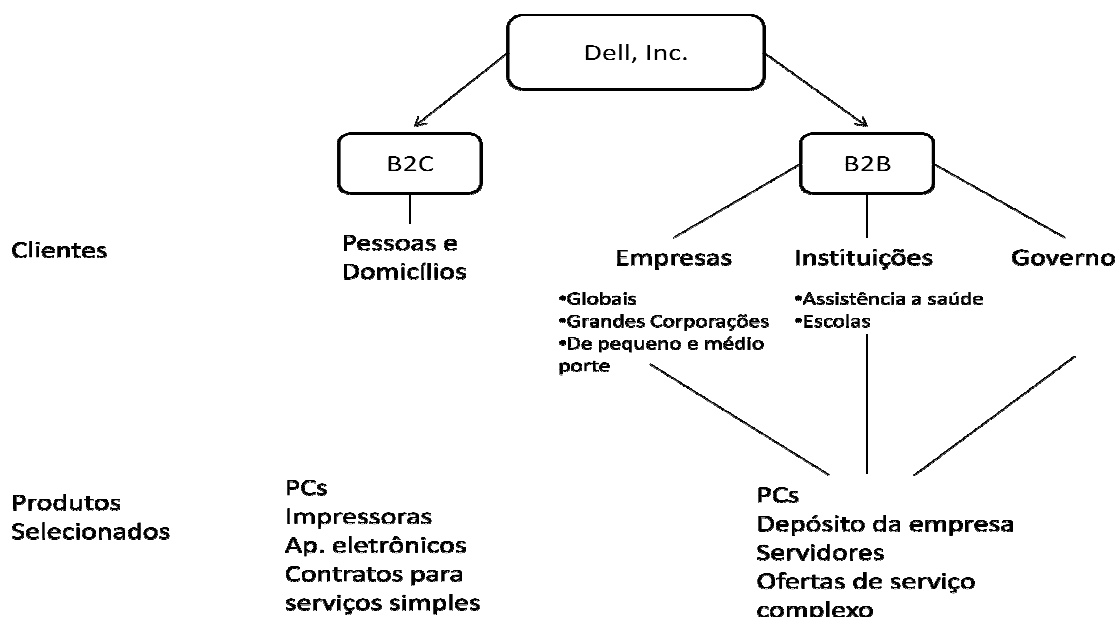 Dell, Inc.
B2C
B2B
Clientes
Pessoas e
Domicílios
Empresas
•Globais
•Grandes Corporações
•De pequeno e médio
porte
Instituições
•Assistência a saúde
•Escolas
Governo
Produtos
Selecionados
PCs
Impressoras
Ap. eletrônicos
Contratos para
serviços simples
PCs
Depósito da empresa
Servidores
Ofertas de serviço
complexo